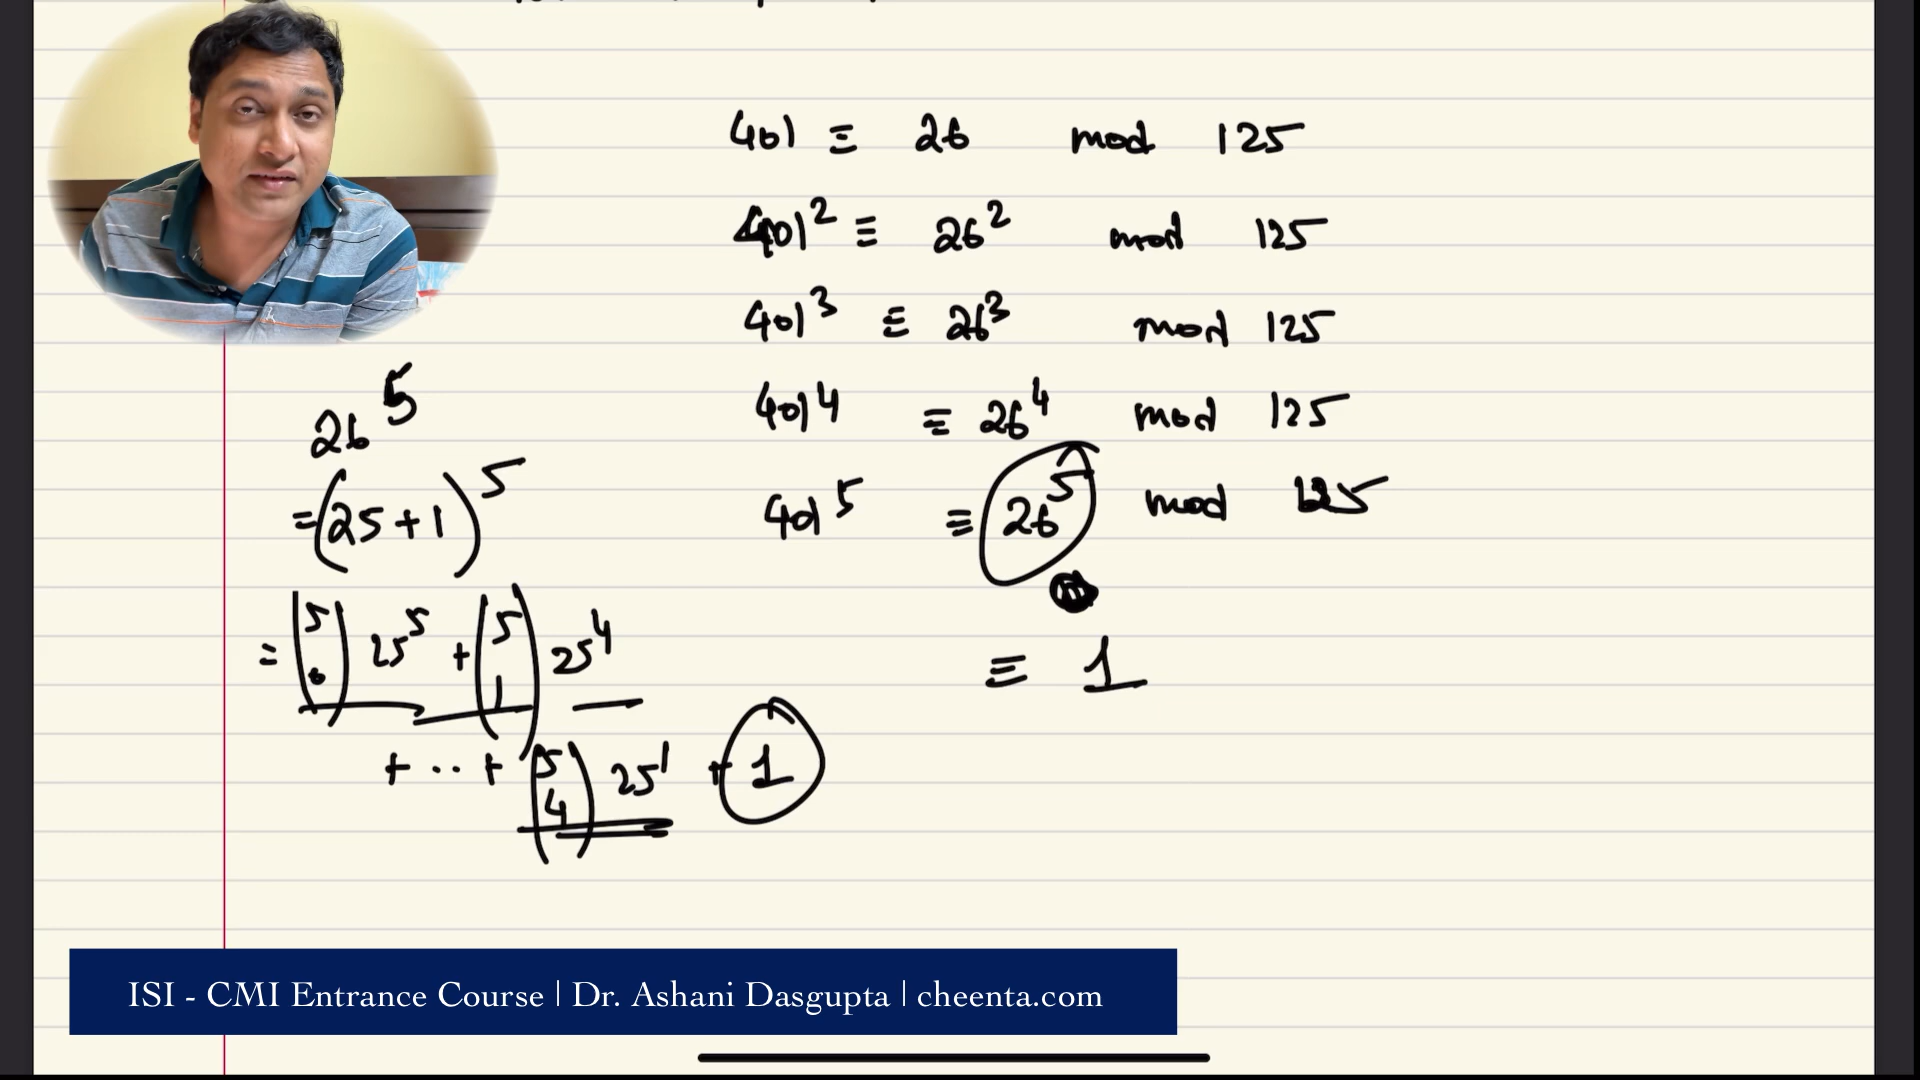 401 ≡ 26 mod 125
401² ≡ 26² mod 125
401³ ≡ 26³ mod 125
401⁴ ≡ 26⁴ mod 125
401⁵ ≡ 26⁵ mod 125
≡ 1
26⁵
= (25 + 1)⁵
= (5 0) 25⁵ + (5 1) 25⁴
+ ·· + (5 4) 25¹ + 1
ISI - CMI Entrance Course | Dr. Ashani Dasgupta | cheenta.com